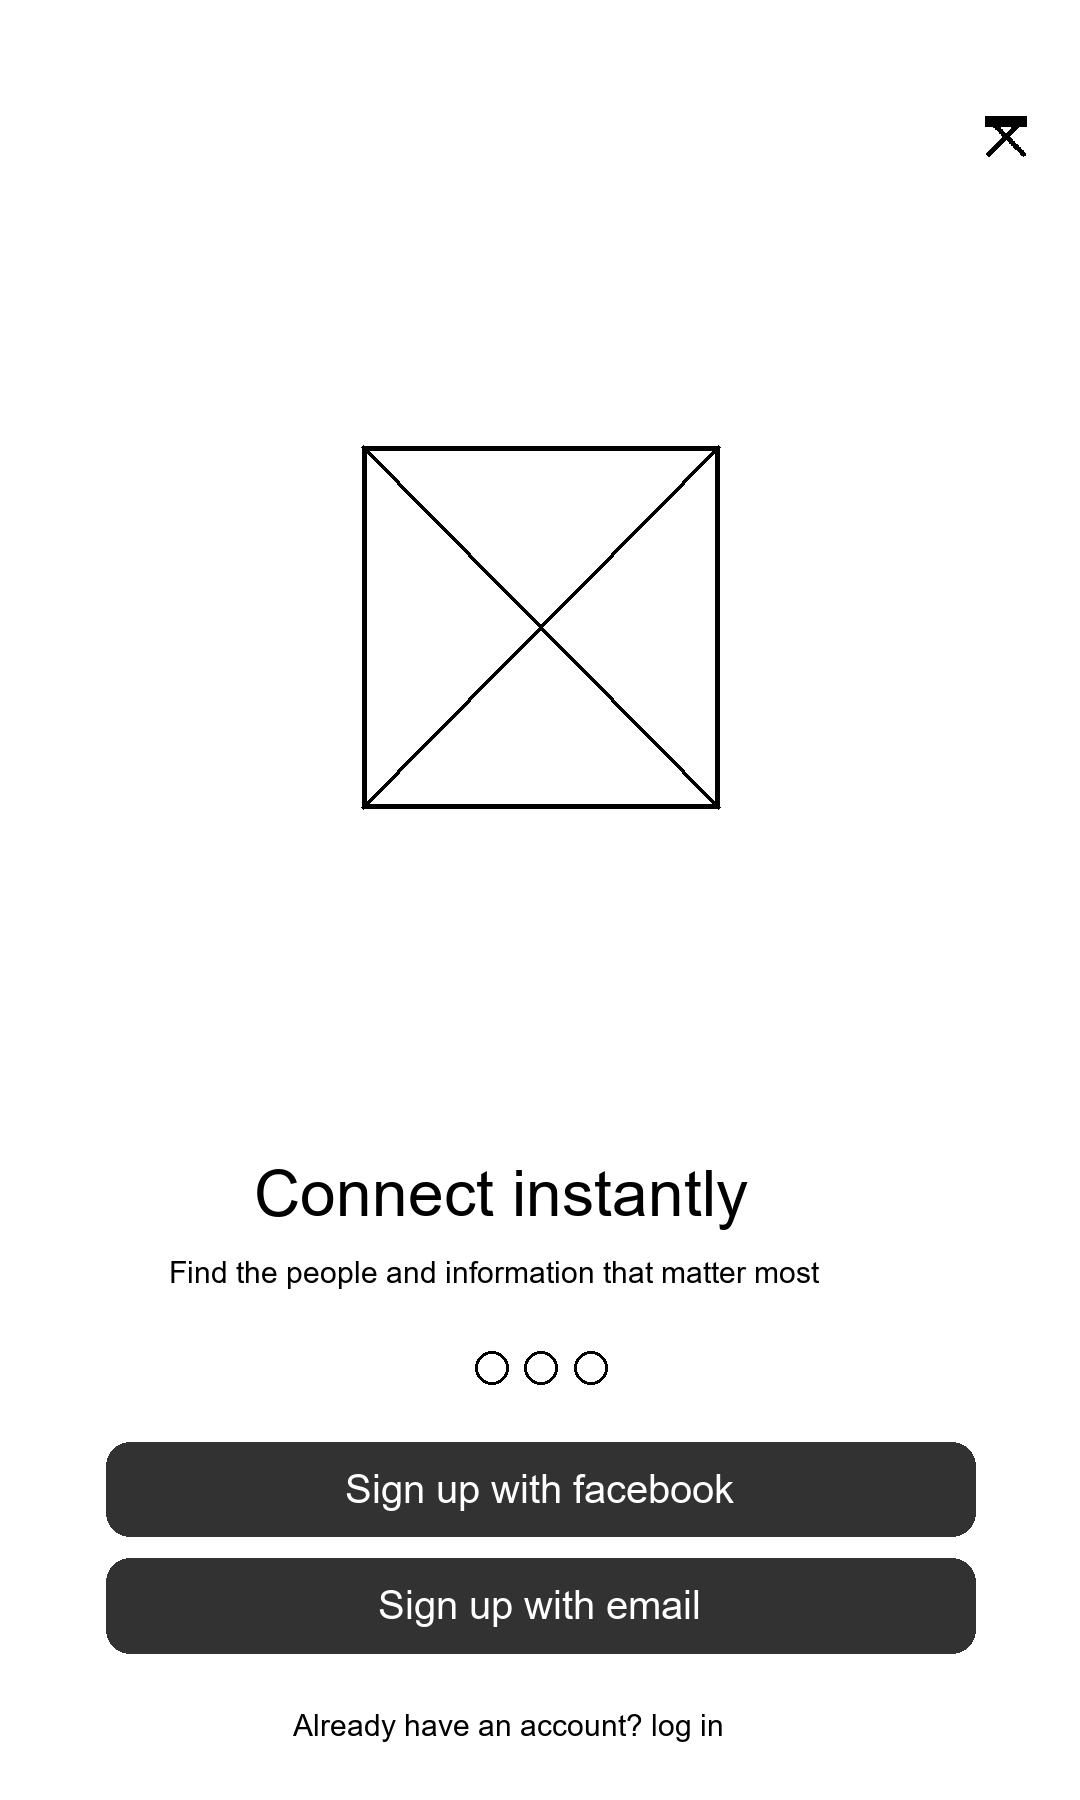 Connect instantly
Find the people and information that matter most
Sign up with facebook
Sign up with email
Already have an account? log in